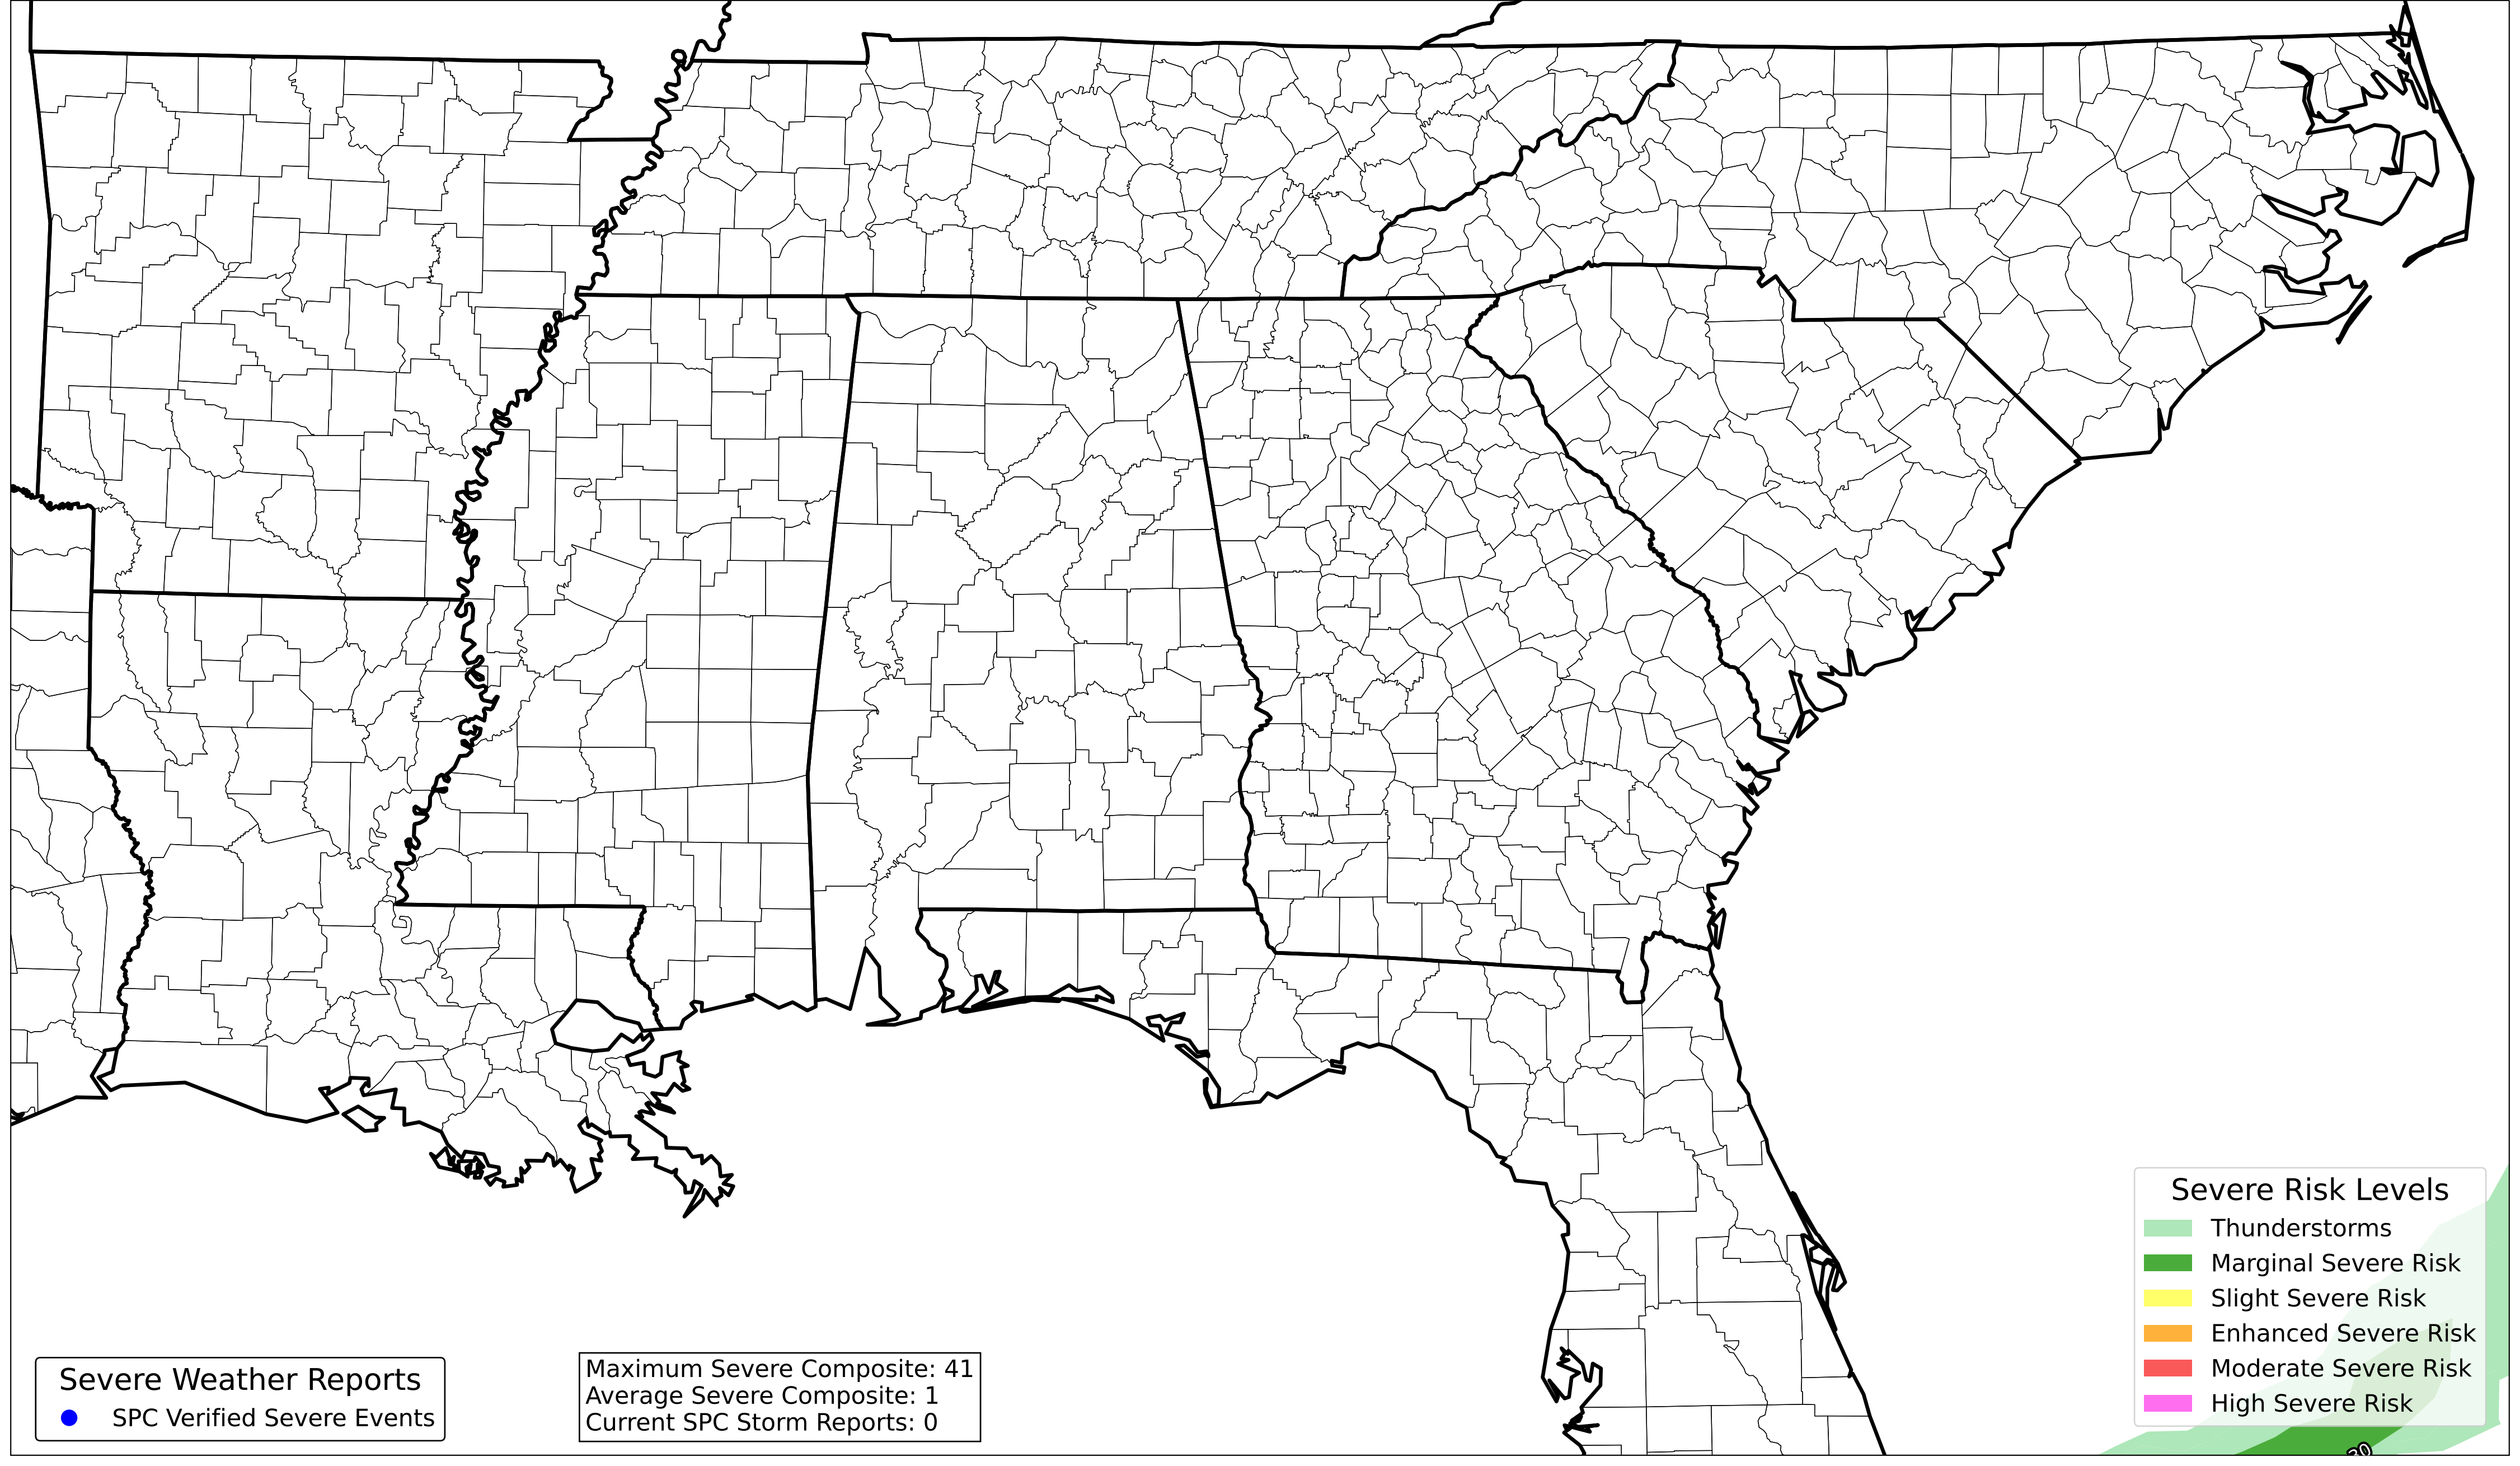 Severe Risk Levels
Thunderstorms
Marginal Severe Risk
Slight Severe Risk
Enhanced Severe Risk
Moderate Severe Risk
High Severe Risk
Severe Weather Reports
SPC Verified Severe Events
Maximum Severe Composite: 41
Average Severe Composite: 1
Current SPC Storm Reports: 0